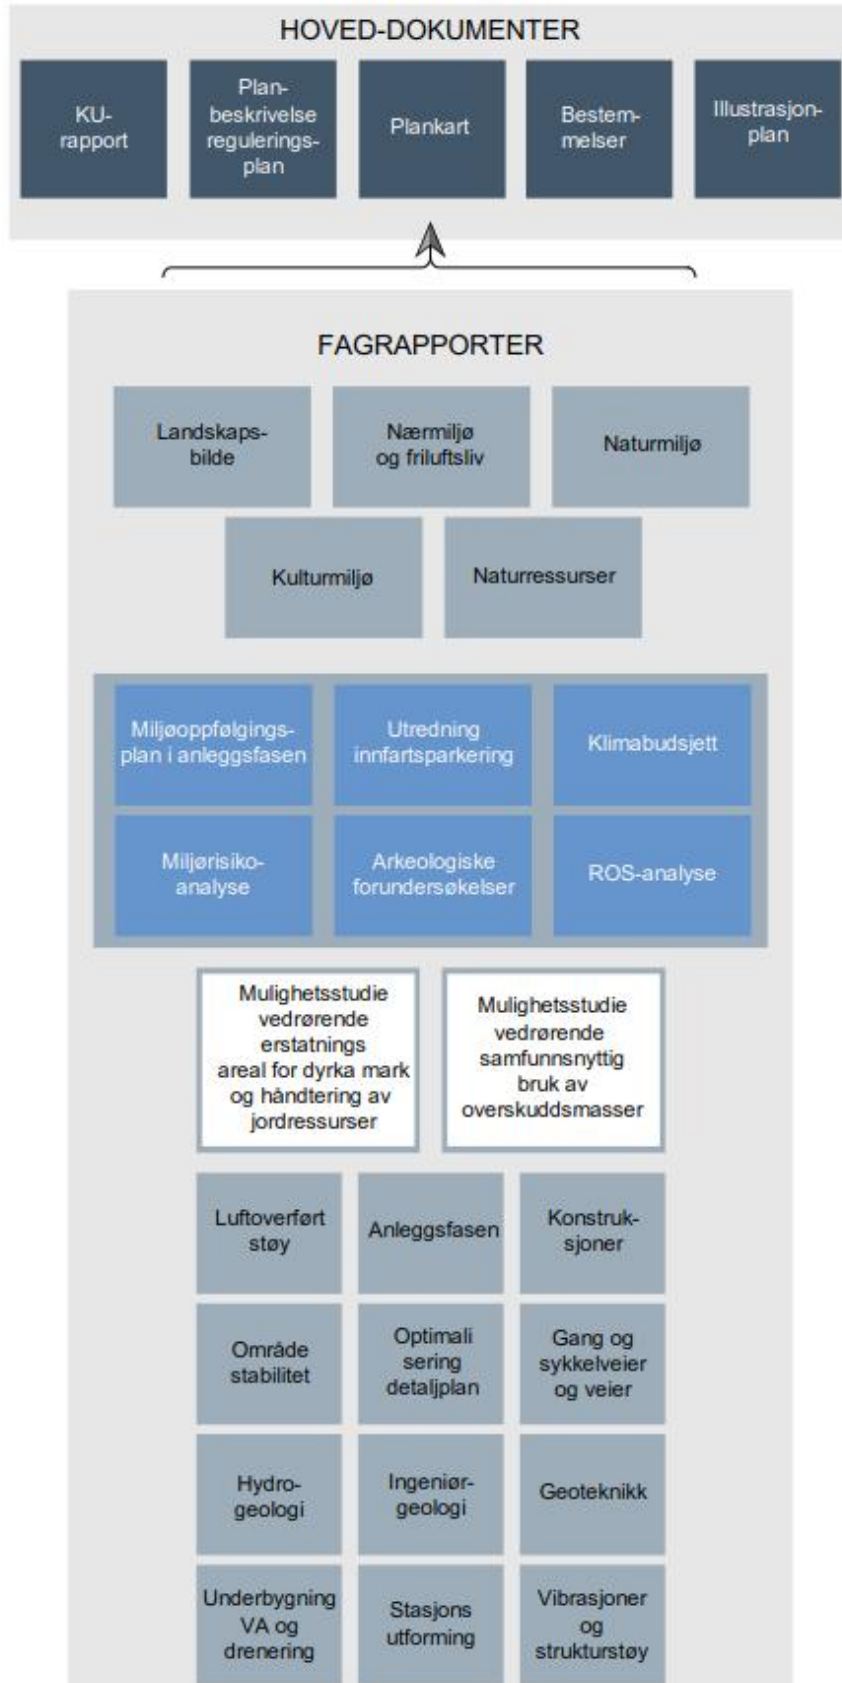 HOVED-DOKUMENTER
KU-
rapport
Plan-
beskrivelse
regulerings-
plan
Plankart
Bestem-
melser
Illustrasjon-
plan
FAGRAPPORTER
Landskaps-
bilde
Nærmiljø
og friluftsliv
Naturmiljø
Kulturmiljø
Naturressurser
Miljøoppfølgings-
plan i anleggsfasen
Utredning
innfartsparkering
Klimabudsjett
Miljørisiko-
analyse
Arkeologiske
forundersøkelser
ROS-analyse
Mulighetsstudie
vedrørende
erstatnings
areal for dyrka mark
og håndtering av
jordressurser
Mulighetsstudie
vedrørende
samfunnsnyttig
bruk av
overskuddsmasser
Luftoverført
støy
Anleggsfasen
Konstruk-
sjoner
Område
stabilitet
Optimali
sering
detaljplan
Gang og
sykkelveier
og veier
Hydro-
geologi
Ingeniør-
geologi
Geoteknikk
Underbygning
VA og
drenering
Stasjons
utforming
Vibrasjoner
og
strukturstøy